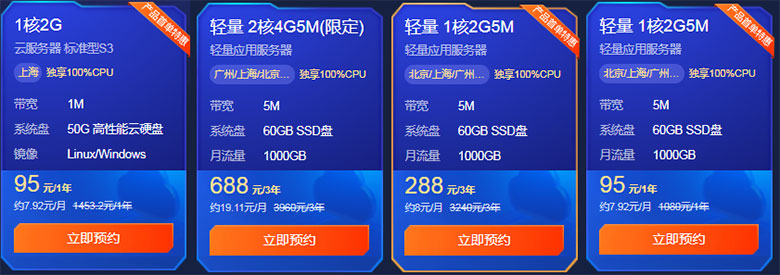 产品首单特惠
1核2G
云服务器 标准型S3
上海 独享100%CPU
带宽 1M
系统盘 50G 高性能云硬盘
镜像 Linux/Windows
95 元/1年
约7.92元/月 1453.2元/1年
立即预约
轻量 2核4G5M(限定)
轻量应用服务器
广州/上海/北京... 独享100%CPU
带宽 5M
系统盘 60GB SSD盘
月流量 1000GB
688 元/3年
约19.11元/月 3960元/3年
立即预约
产品首单特惠
轻量 1核2G5M
轻量应用服务器
北京/上海/广州... 独享100%CPU
带宽 5M
系统盘 60GB SSD盘
月流量 1000GB
288 元/3年
约8元/月 3240元/3年
立即预约
产品首单特惠
轻量 1核2G5M
轻量应用服务器
北京/上海/广州... 独享100%CPU
带宽 5M
系统盘 60GB SSD盘
月流量 1000GB
95 元/1年
约7.92元/月 1080元/1年
立即预约